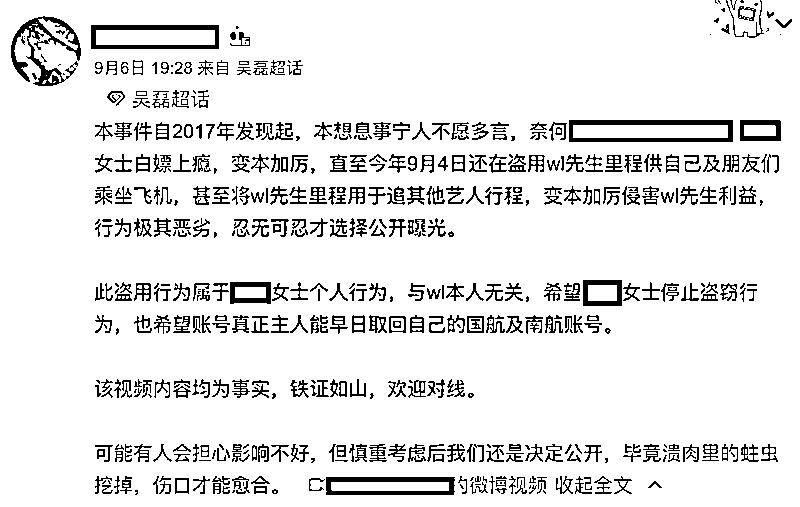 9月6日 19:28 来自 吴磊超话
吴磊超话
本事件自2017年发现起，本想息事宁人不愿多言，奈何
女士白嫖上瘾，变本加厉，直至今年9月4日还在盗用wl先生里程供自己及朋友们
乘坐飞机，甚至将wl先生里程用于追其他艺人行程，变本加厉侵害wl先生利益，
行为极其恶劣，忍无可忍才选择公开曝光。
此盗用行为属于女士个人行为，与wl本人无关，希望女士停止盗窃行
为，也希望账号真正主人能早日取回自己的国航及南航账号。
该视频内容均为事实，铁证如山，欢迎对线。
可能有人会担心影响不好，但慎重考虑后我们还是决定公开，毕竟溃肉里的蛀虫
挖掉，伤口才能愈合。 的微博视频 收起全文